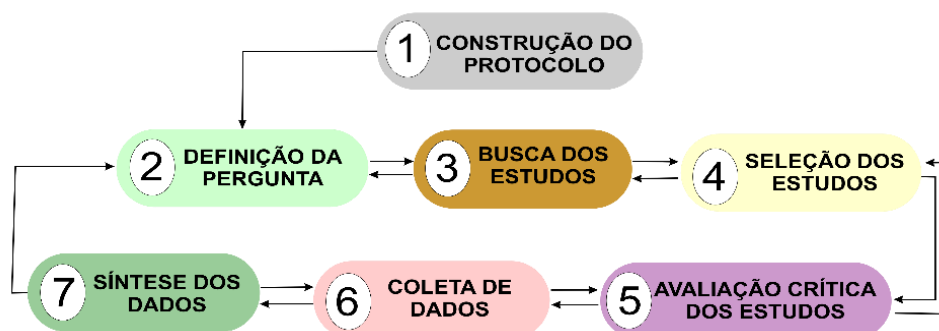 1 CONSTRUÇÃO DO
PROTOCOLO
2 DEFINIÇÃO DA
PERGUNTA
3 BUSCA DOS
ESTUDOS
4 SELEÇÃO DOS
ESTUDOS
7 SÍNTESE DOS
DADOS
6 COLETA DE
DADOS
5 AVALIAÇÃO CRÍTICA
DOS ESTUDOS